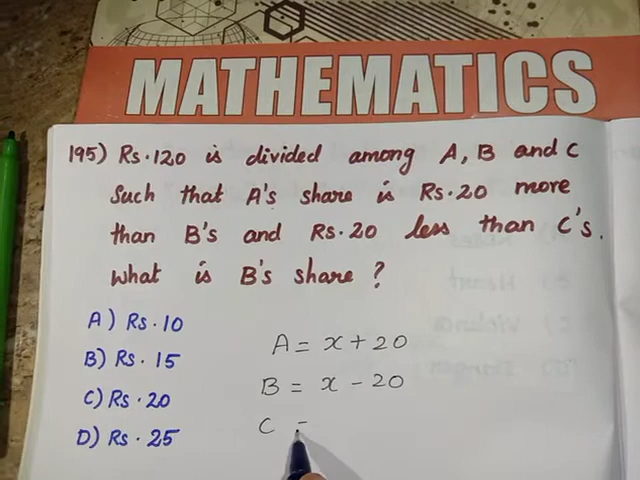 MATHEMATICS
195) Rs.120 is divided among A, B and C
Such that A's share is Rs.20 more
than B's and Rs.20 less than C's.
What is B's share?
A) Rs.10
B) Rs.15
C) Rs.20
D) Rs.25
A = x + 20
B = x - 20
C =